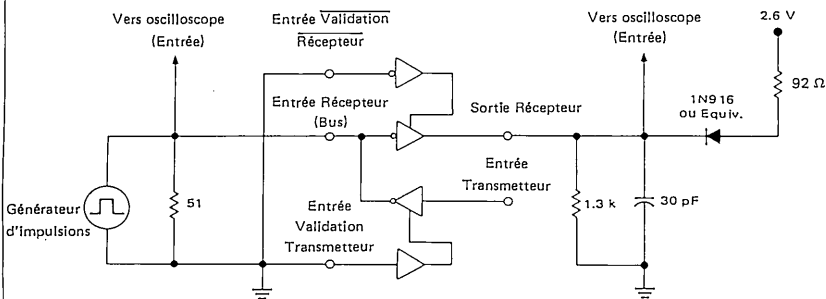 Vers oscilloscope
(Entrée)
Entrée Validation
Récepteur
Vers oscilloscope
(Entrée)
2.6 V
92 Ω
Entrée Récepteur
(Bus)
Sortie Récepteur
1N916
ou Equiv.
Entrée
Transmetteur
Générateur
d'impulsions
51
Entrée
Validation
Transmetteur
1.3 k
30 pF